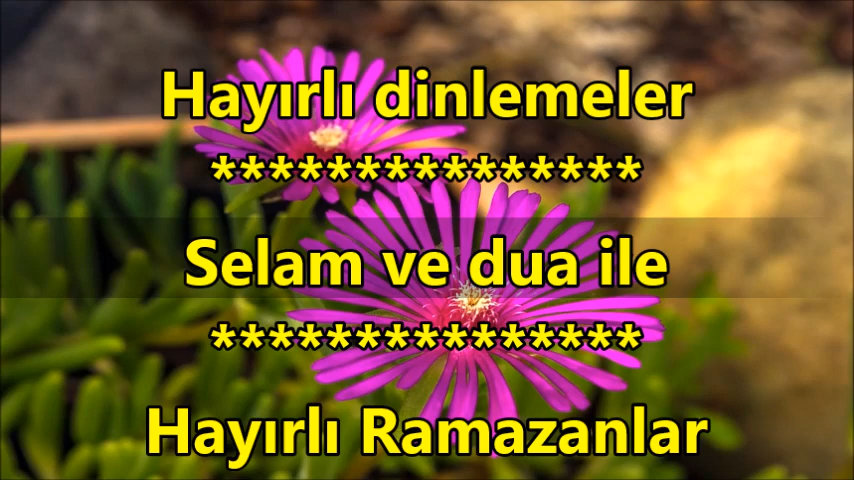 Hayırlı dinlemeler
***************
Selam ve dua ile
***************
Hayırlı Ramazanlar